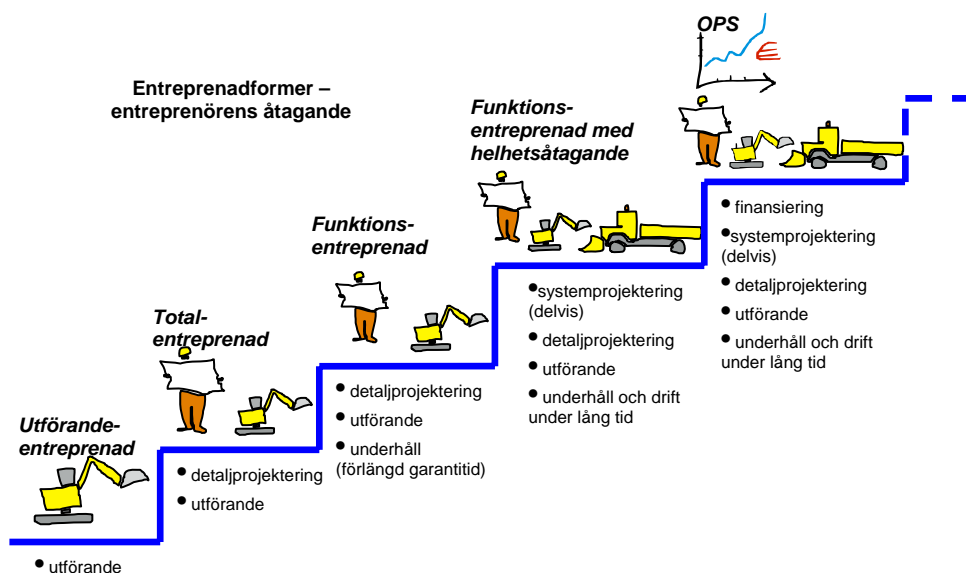 Entreprenadformer –
entreprenörens åtagande
Utförande-
entreprenad
• utförande
Total-
entreprenad
• detaljprojektering
• utförande
Funktions-
entreprenad
• detaljprojektering
• utförande
• underhåll
(förlängd garantitid)
Funktions-
entreprenad med
helhetsåtagande
•systemprojektering
(delvis)
• detaljprojektering
• utförande
• underhåll och drift
under lång tid
OPS
• finansiering
•systemprojektering
(delvis)
• detaljprojektering
• utförande
• underhåll och drift
under lång tid